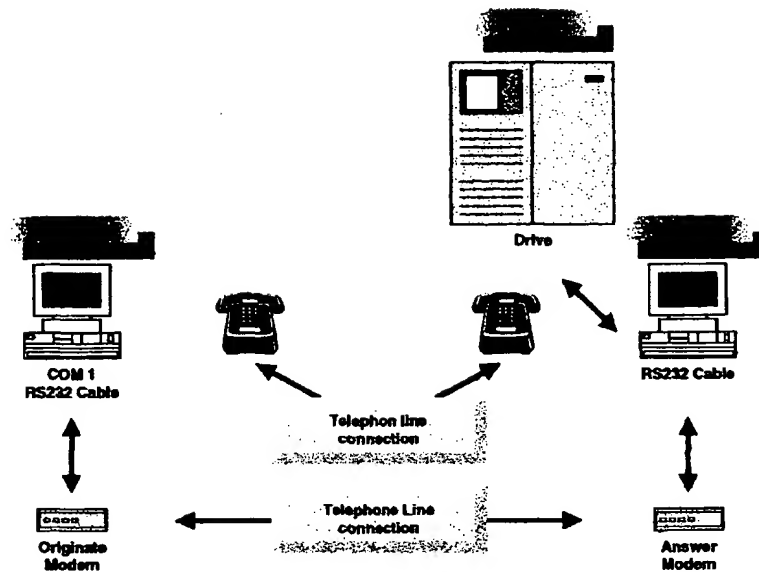 Drive
COM 1
RS232 Cable
RS232 Cable
Telephon line
connection
Telephone Line
connection
Originate
Modem
Answer
Modem